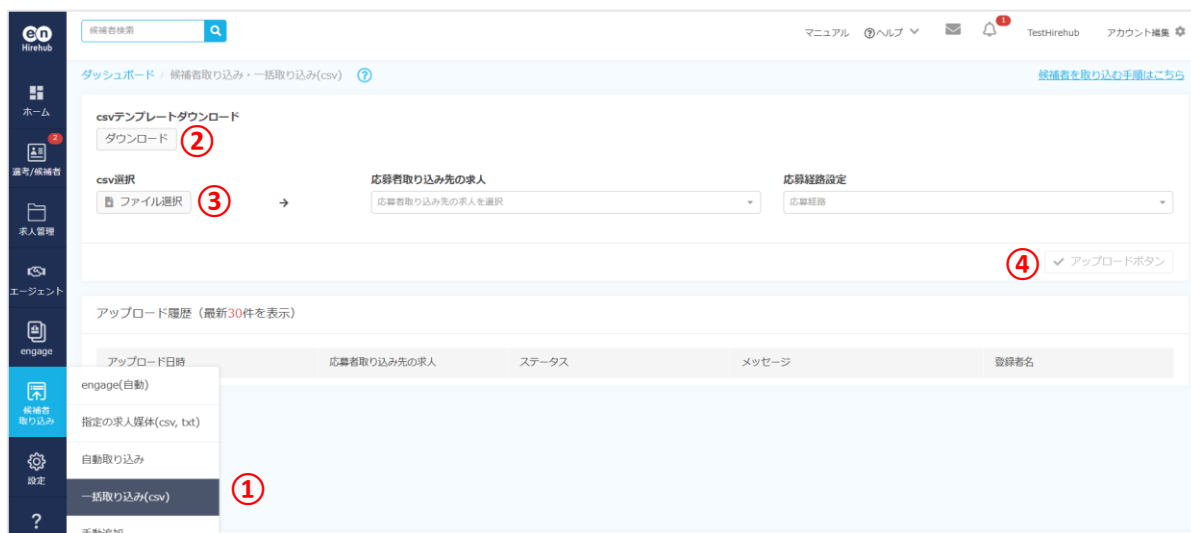 en
Hirehub
候補者検索
マニュアル
?ヘルプ
1
TestHirehub
アカウント編集
ダッシュボード / 候補者取り込み・一括取り込み(csv) ?
候補者を取り込む手順はこちら
ホーム
2
選考/候補者
求人管理
エージェント
engage
候補者
取り込み
設定
?
csvテンプレートダウンロード
ダウンロード ②
csv選択
ファイル選択 ③ →
応募者取り込み先の求人
応募者取り込み先の求人を選択
応募経路設定
応募経路
④ アップロードボタン
アップロード履歴（最新30件を表示）
アップロード日時 応募者取り込み先の求人 ステータス メッセージ 登録者名
engage(自動)
指定の求人媒体(csv, txt)
自動取り込み
一括取り込み(csv) ①